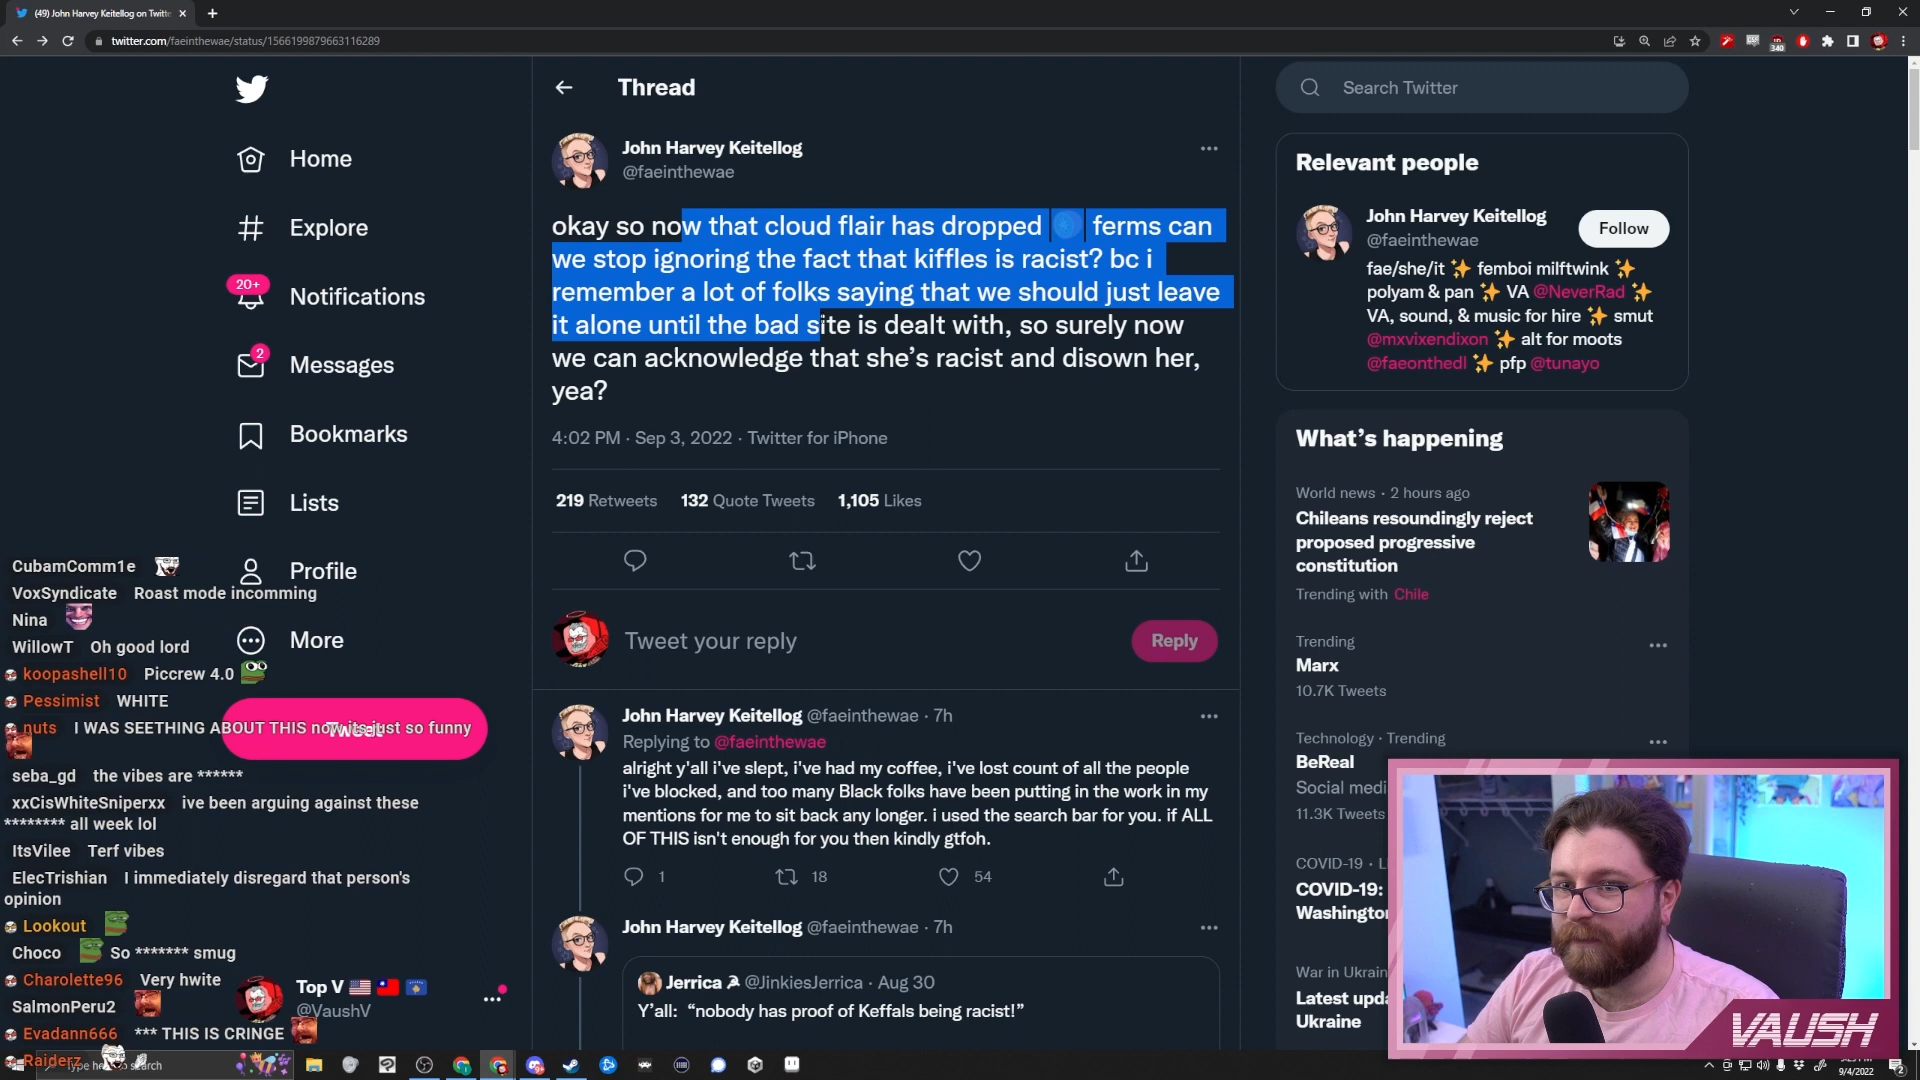 (49) John Harvey Keitellog on Twitte
twitter.com/faeinthewae/status/1566199879663116289
340
Home
Explore
20+
Notifications
2
Messages
Bookmarks
Lists
Profile
More
Tweet
Top V
@VaushV
Thread
John Harvey Keitellog
@faeinthewae
okay so now that cloud flair has dropped ferms can
we stop ignoring the fact that kiffles is racist? bc i
remember a lot of folks saying that we should just leave
it alone until the bad site is dealt with, so surely now
we can acknowledge that she's racist and disown her,
yea?
4:02 PM · Sep 3, 2022 · Twitter for iPhone
219 Retweets 132 Quote Tweets 1,105 Likes
Tweet your reply
Reply
John Harvey Keitellog @faeinthewae · 7h
Replying to @faeinthewae
alright y'all i've slept, i've had my coffee, i've lost count of all the people
i've blocked, and too many Black folks have been putting in the work in my
mentions for me to sit back any longer. i used the search bar for you. if ALL
OF THIS isn't enough for you then kindly gtfoh.
1 18 54
John Harvey Keitellog @faeinthewae · 7h
Jerrica @JinkiesJerrica · Aug 30
Y'all: “nobody has proof of Keffals being racist!”
Search Twitter
Relevant people
John Harvey Keitellog
@faeinthewae
Follow
fae/she/it ✨ femboi milftwink ✨
polyam & pan ✨ VA @NeverRad ✨
VA, sound, & music for hire ✨ smut
@mxvixendixon ✨ alt for moots
@faeonthedl ✨ pfp @tunayo
What's happening
World news · 2 hours ago
Chileans resoundingly reject
proposed progressive
constitution
Trending with Chile
Trending
Marx
10.7K Tweets
Technology · Trending
BeReal
Social medi
11.3K Tweets
COVID-19 · L
COVID-19:
Washington
War in Ukrain
Latest upda
Ukraine
CubamComm1e
VoxSyndicate Roast mode incomming
Nina
WillowT Oh good lord
koopashell10 Piccrew 4.0
Pessimist WHITE
nuts I WAS SEETHING ABOUT THIS now its just so funny
seba_gd the vibes are ******
xxCisWhiteSniperxx ive been arguing against these
******** all week lol
ItsVilee Terf vibes
ElecTrishian I immediately disregard that person's
opinion
Lookout
Choco So ******* smug
Charolette96 Very hwite
SalmonPeru2
Evadann666 *** THIS IS CRINGE
Raiderz
VAUSH
9/4/2022
2